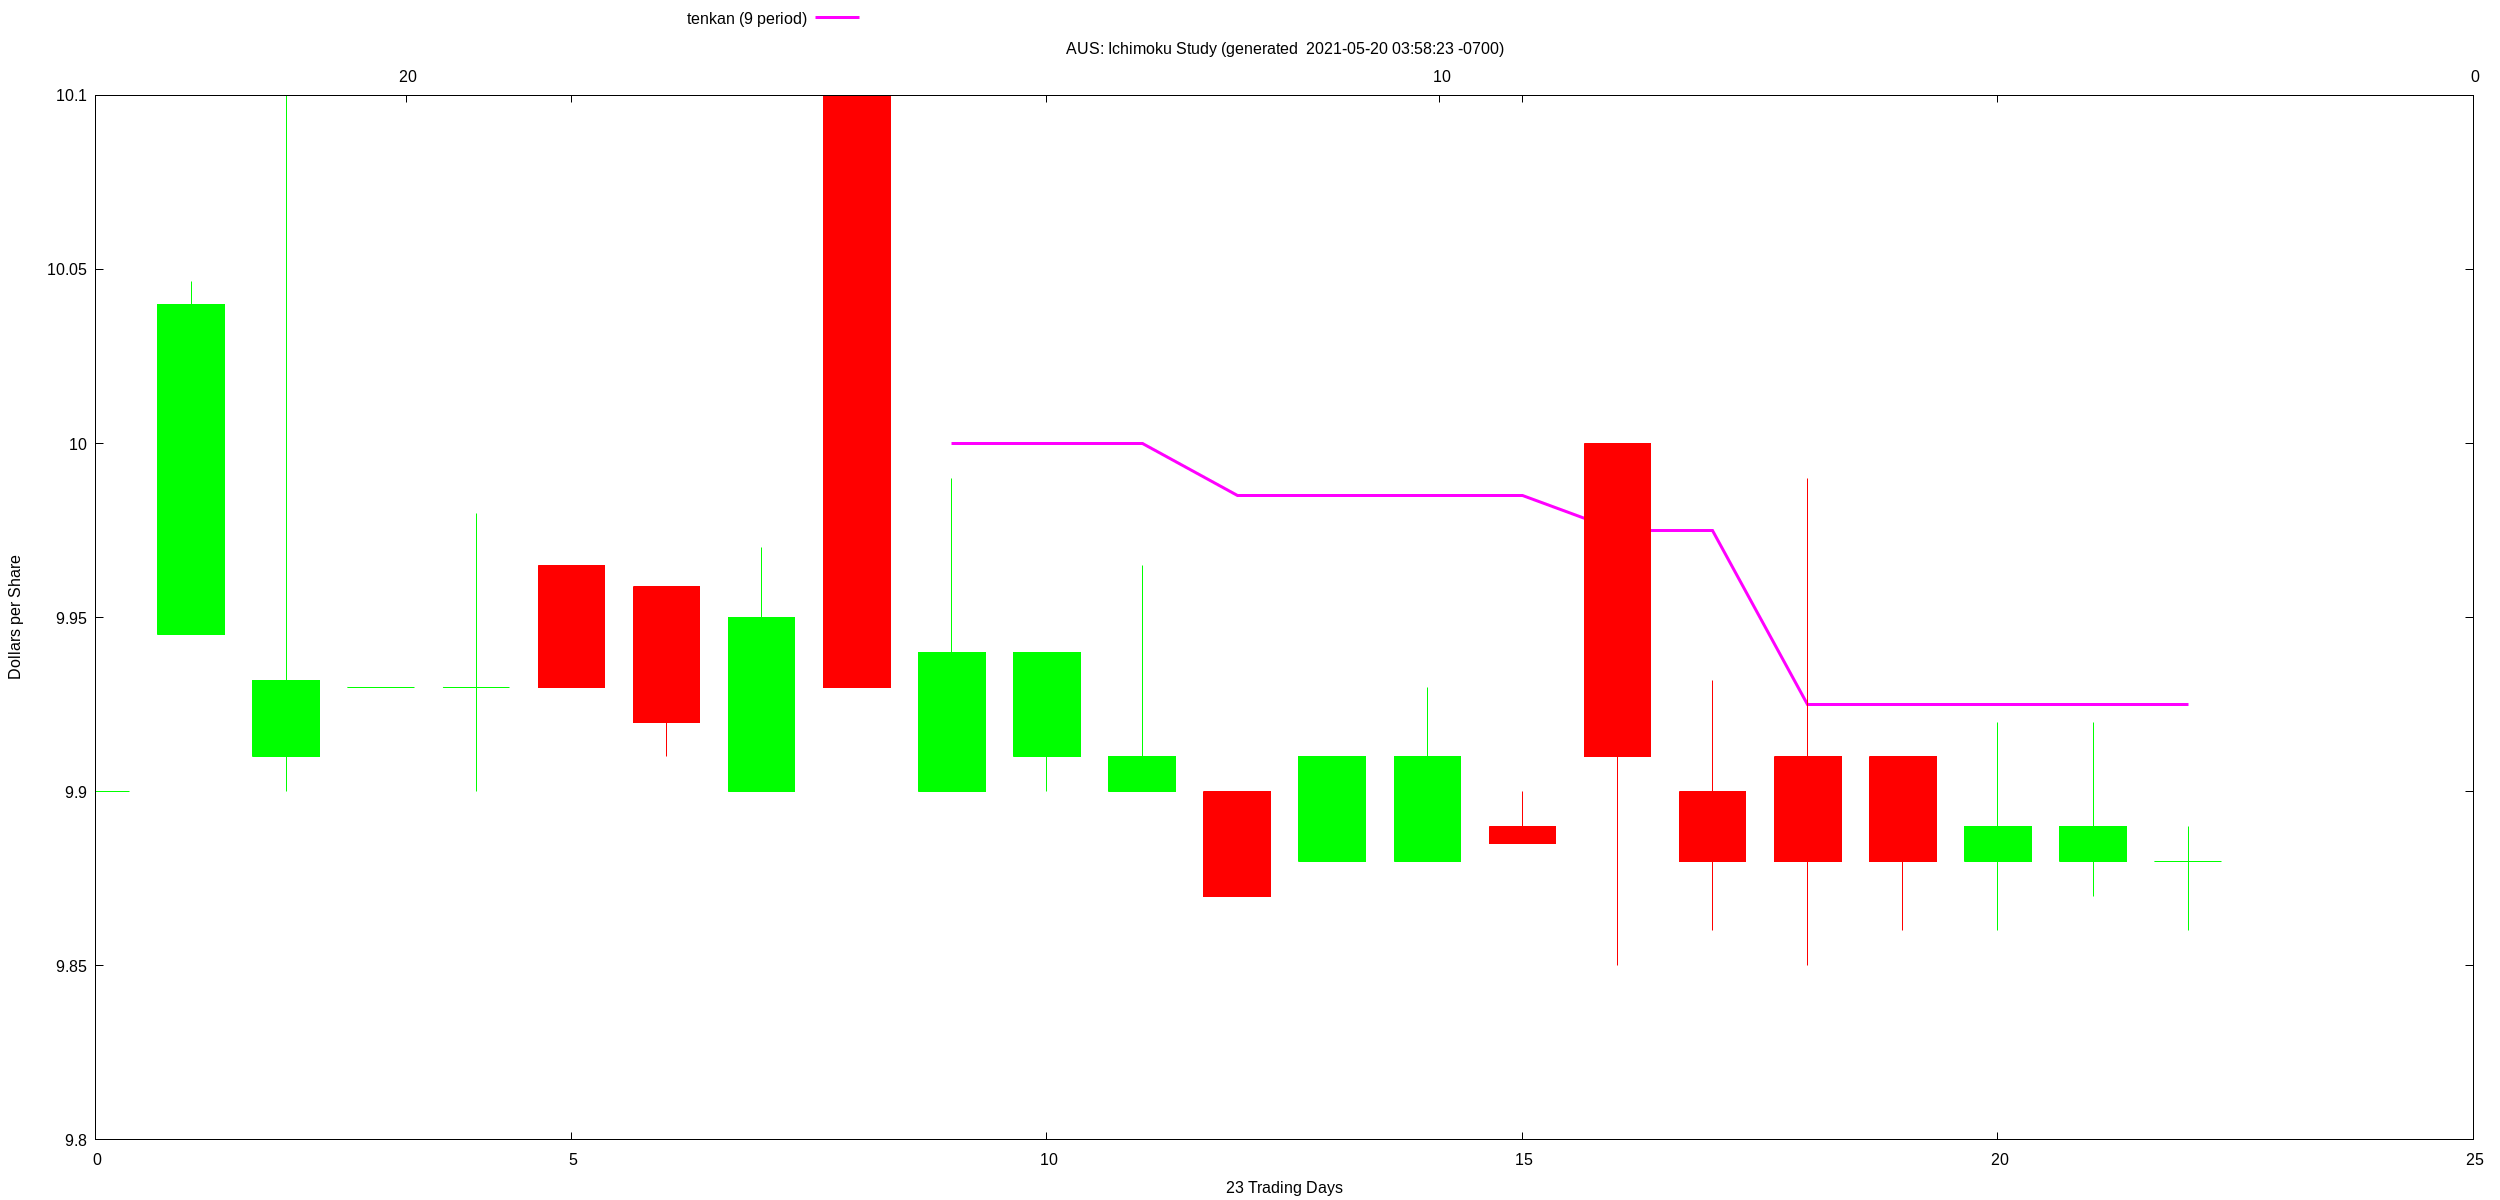 tenkan (9 period)
AUS: Ichimoku Study (generated  2021-05-20 03:58:23 -0700)
20 10 0
10.1
10.05
10
9.95
9.9
9.85
9.8
Dollars per Share
0 5 10 15 20 25
23 Trading Days